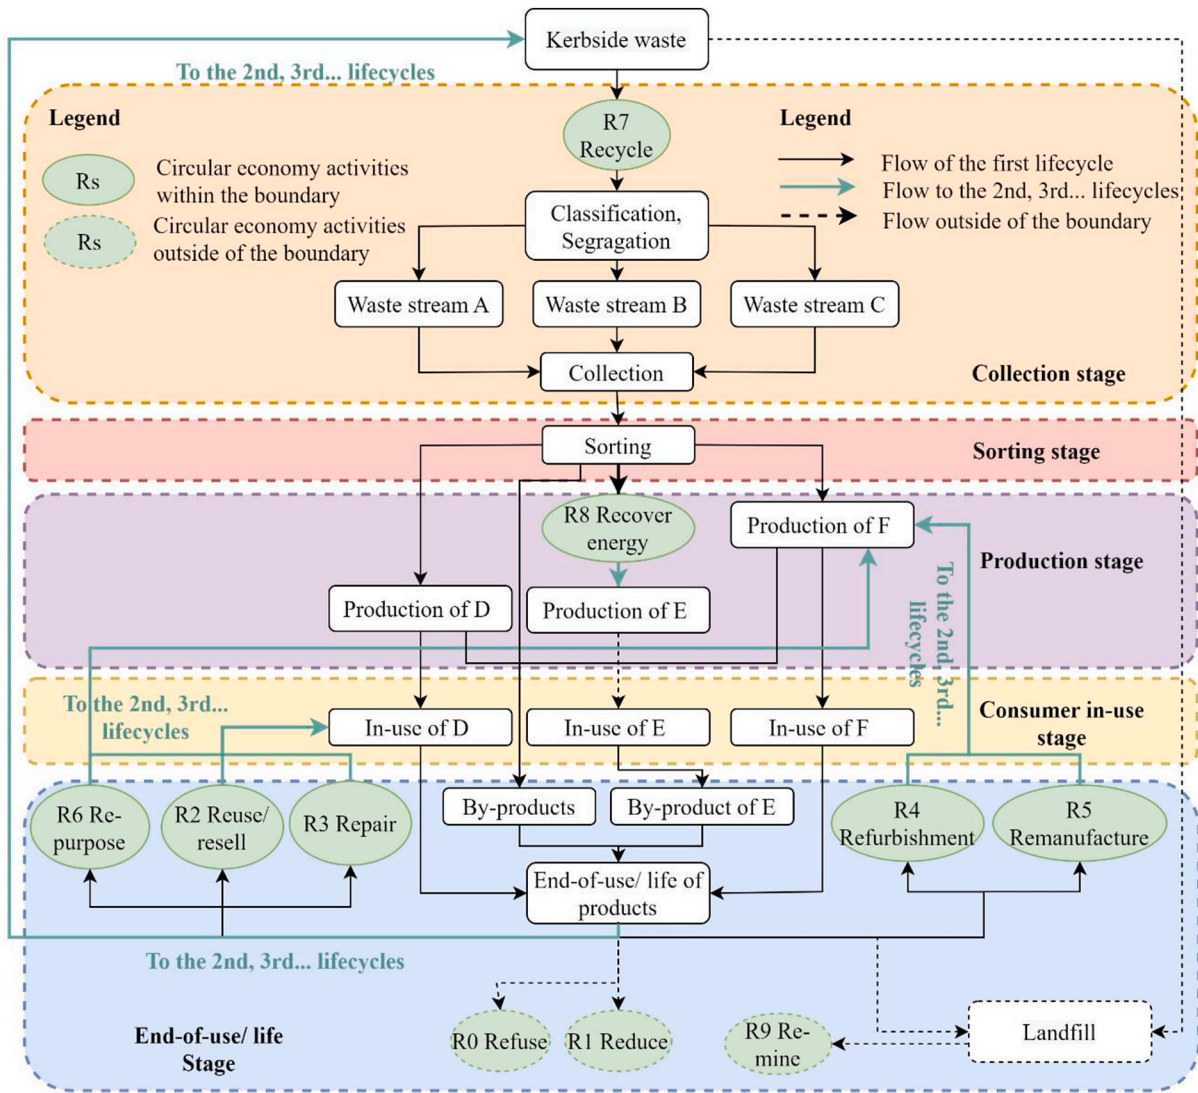 Kerbside waste
To the 2nd, 3rd... lifecycles
Legend
Rs
Circular economy activities
within the boundary
Rs
Circular economy activities
outside of the boundary
R7
Recycle
Legend
Flow of the first lifecycle
Flow to the 2nd, 3rd... lifecycles
Flow outside of the boundary
Classification,
Segragation
Waste stream A
Waste stream B
Waste stream C
Collection
Collection stage
Sorting
Sorting stage
R8 Recover
energy
Production of F
Production stage
Production of D
Production of E
To the 2nd, 3rd...
lifecycles
To the 2nd, 3rd...
lifecycles
In-use of D
In-use of E
In-use of F
Consumer in-use
stage
R6 Re-
purpose
R2 Reuse/
resell
R3 Repair
By-products
By-product of E
R4
Refurbishment
R5
Remanufacture
End-of-use/ life of
products
To the 2nd, 3rd... lifecycles
End-of-use/ life
Stage
R0 Refuse
R1 Reduce
R9 Re-
mine
Landfill